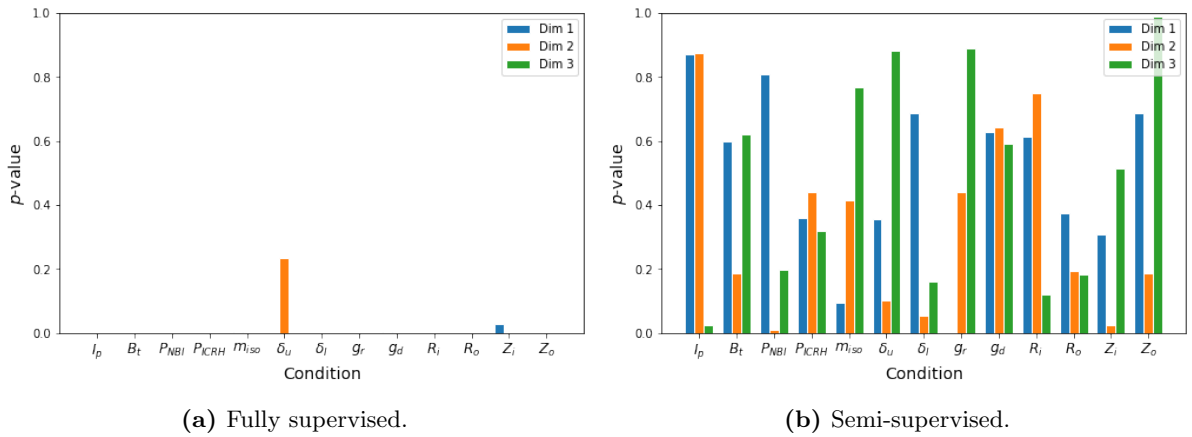 1.0
0.8
0.6
0.4
0.2
0.0
p-value
Dim 1
Dim 2
Dim 3
I_p B_t P_NBI P_ICRH m_iso δ_u δ_l g_r g_d R_i R_o Z_i Z_o
Condition
(a) Fully supervised.
1.0
0.8
0.6
0.4
0.2
0.0
p-value
Dim 1
Dim 2
Dim 3
I_p B_t P_NBI P_ICRH m_iso δ_u δ_l g_r g_d R_i R_o Z_i Z_o
Condition
(b) Semi-supervised.